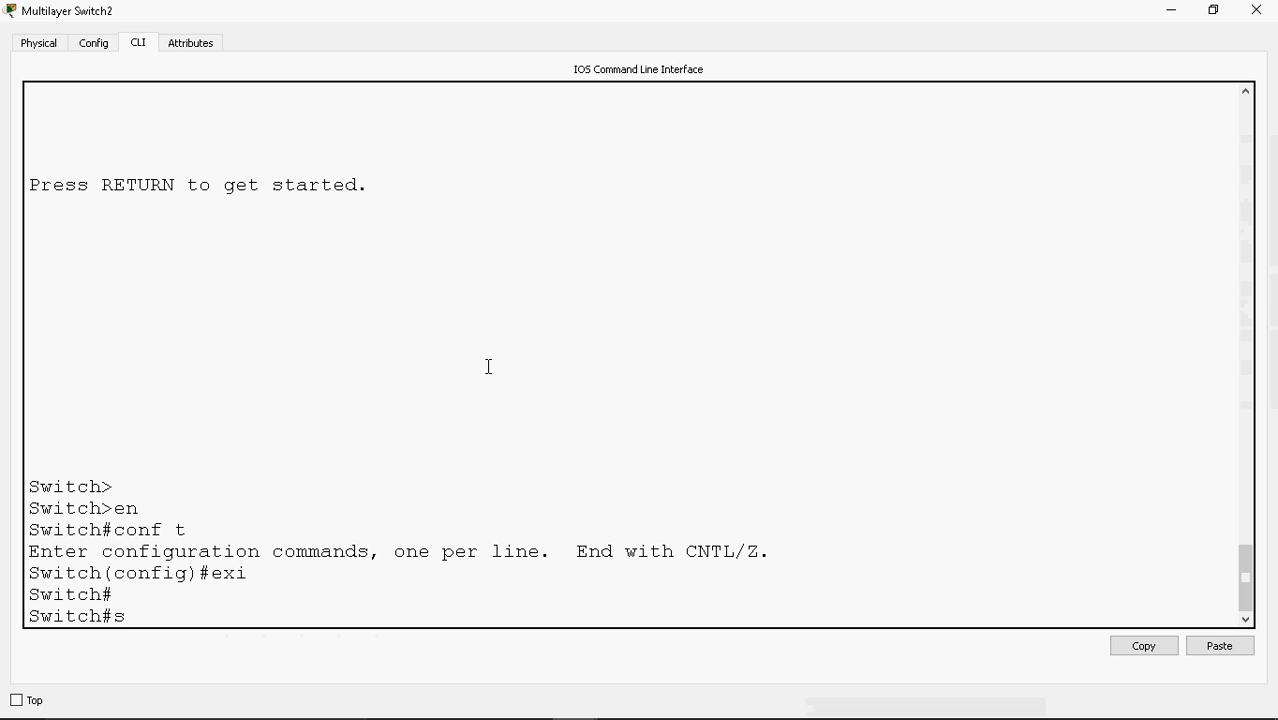 Multilayer Switch2
Physical Config CLI Attributes
IOS Command Line Interface
Press RETURN to get started.
Switch>
Switch>en
Switch#conf t
Enter configuration commands, one per line.  End with CNTL/Z.
Switch(config)#exi
Switch#
Switch#s
Copy Paste
Top